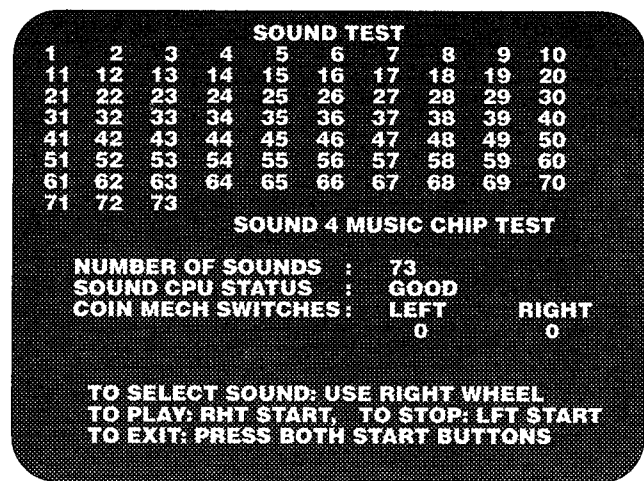 SOUND TEST
1 2 3 4 5 6 7 8 9 10
11 12 13 14 15 16 17 18 19 20
21 22 23 24 25 26 27 28 29 30
31 32 33 34 35 36 37 38 39 40
41 42 43 44 45 46 47 48 49 50
51 52 53 54 55 56 57 58 59 60
61 62 63 64 65 66 67 68 69 70
71 72 73
SOUND 4 MUSIC CHIP TEST
NUMBER OF SOUNDS : 73
SOUND CPU STATUS : GOOD
COIN MECH SWITCHES: LEFT RIGHT
0 0
TO SELECT SOUND: USE RIGHT WHEEL
TO PLAY: RHT START, TO STOP: LFT START
TO EXIT: PRESS BOTH START BUTTONS